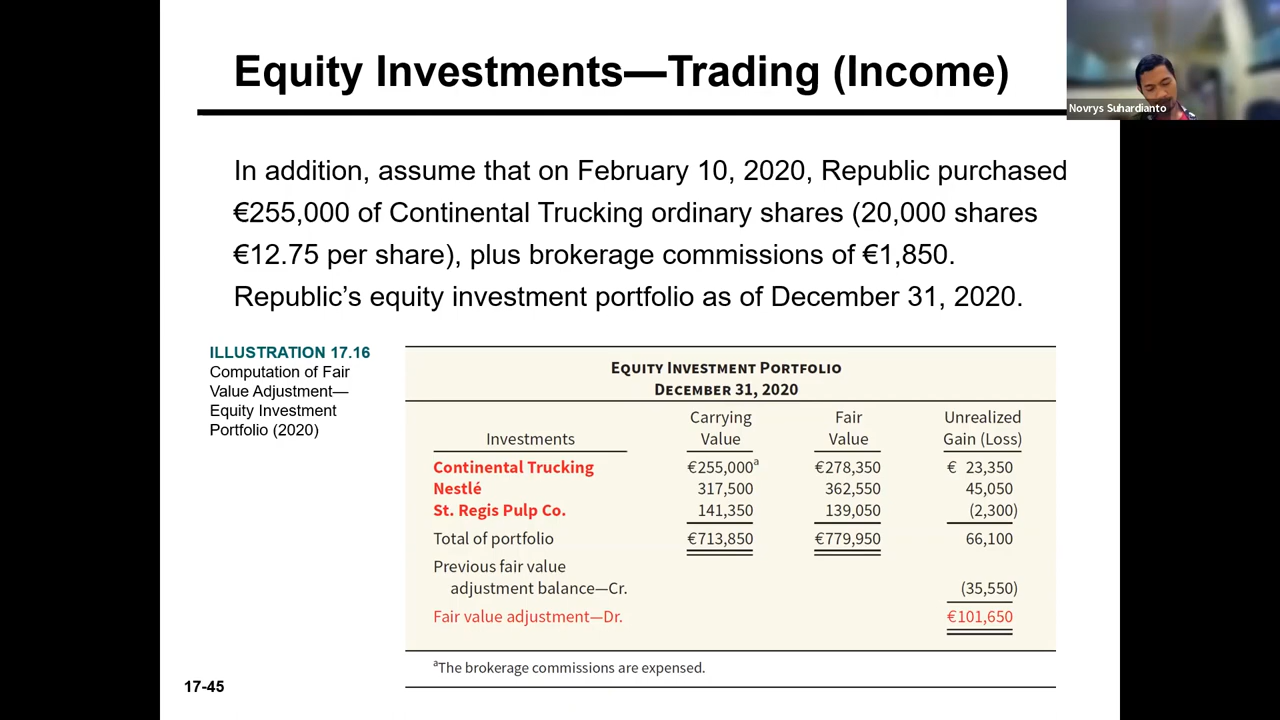 Equity Investments—Trading (Income)
Novrys Suhardianto
In addition, assume that on February 10, 2020, Republic purchased
€255,000 of Continental Trucking ordinary shares (20,000 shares
€12.75 per share), plus brokerage commissions of €1,850.
Republic’s equity investment portfolio as of December 31, 2020.
ILLUSTRATION 17.16
Computation of Fair
Value Adjustment—
Equity Investment
Portfolio (2020)
Equity Investment Portfolio
December 31, 2020
Carrying Fair Unrealized
Investments Value Value Gain (Loss)
Continental Trucking €255,000a €278,350 € 23,350
Nestlé 317,500 362,550 45,050
St. Regis Pulp Co. 141,350 139,050 (2,300)
Total of portfolio €713,850 €779,950 66,100
Previous fair value
adjustment balance—Cr. (35,550)
Fair value adjustment—Dr. €101,650
aThe brokerage commissions are expensed.
17-45